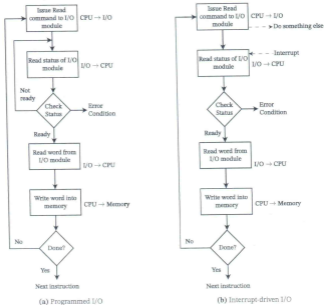 Issue Read
command to I/O
module
CPU → I/O
Read status of I/O
module
I/O → CPU
Not
ready
Check
Status
Error
Condition
Ready
Read word from
I/O module
I/O → CPU
Write word into
memory
CPU → Memory
No
Done?
Yes
Next instruction
(a) Programmed I/O
Issue Read
command to I/O
module
CPU → I/O
Do something else
Interrupt
Read status of I/O
module
I/O → CPU
Check
Status
Error
Condition
Ready
Read word from
I/O module
I/O → CPU
Write word into
memory
CPU → Memory
No
Done?
Yes
Next instruction
(b) Interrupt-driven I/O